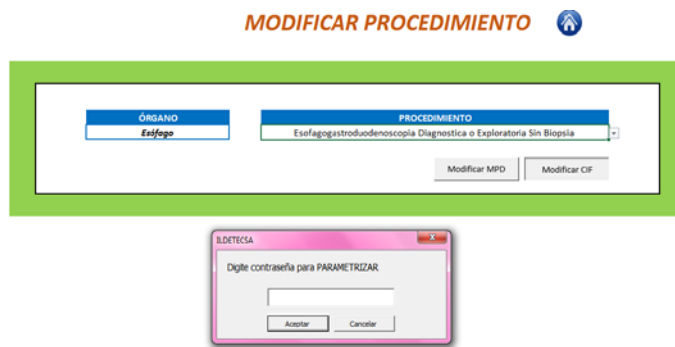 MODIFICAR PROCEDIMIENTO
ÓRGANO
PROCEDIMIENTO
Esófago
Esofagogastroduodenoscopia Diagnostica o Exploratoria Sin Biopsia
Modificar MPD
Modificar CIF
ILDETECSA
Digite contraseña para PARAMETRIZAR
Aceptar
Cancelar